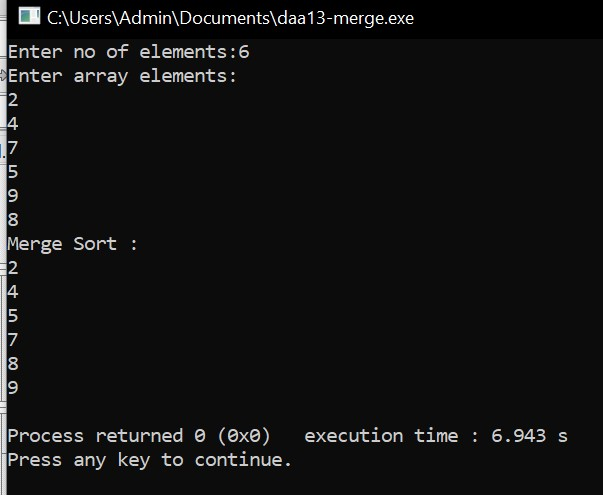 C:\Users\Admin\Documents\daa13-merge.exe
Enter no of elements:6
Enter array elements:
2
4
7
5
9
8
Merge Sort :
2
4
5
7
8
9
Process returned 0 (0x0)   execution time : 6.943 s
Press any key to continue.